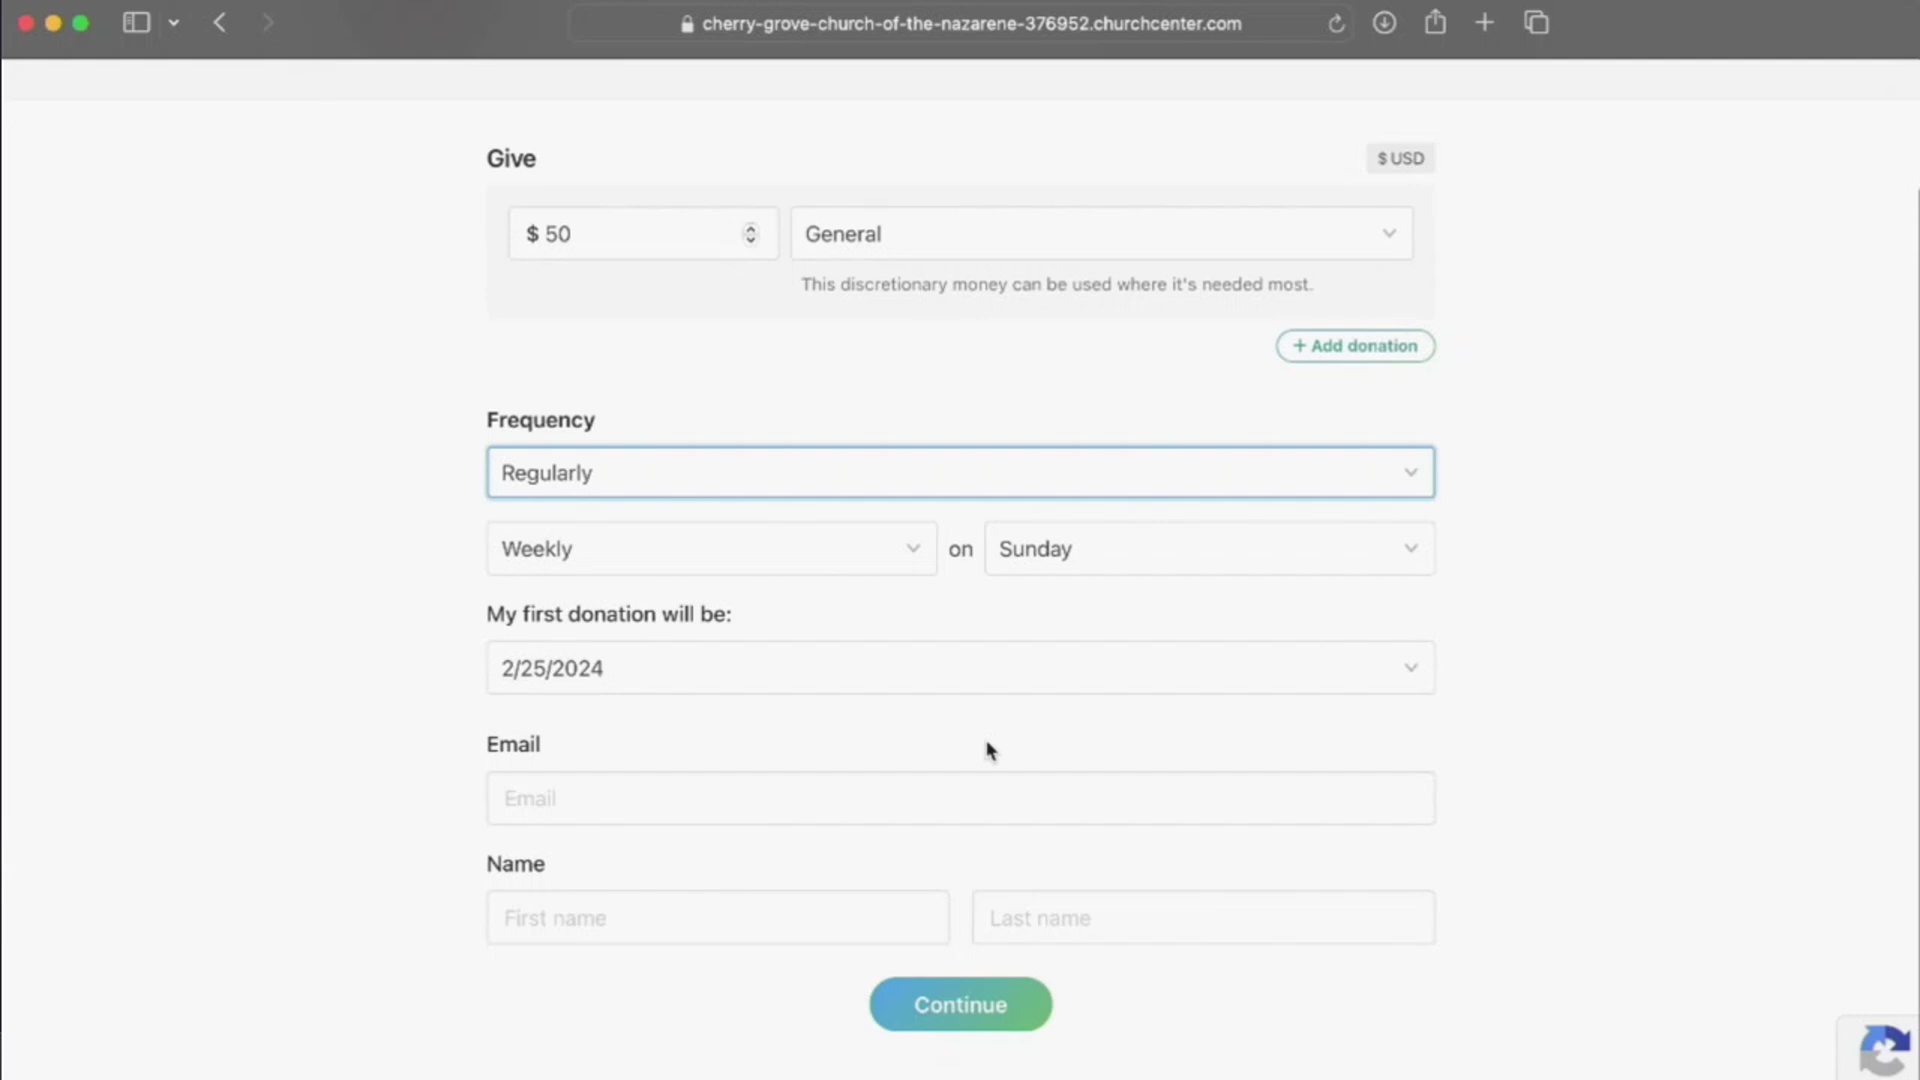 cherry-grove-church-of-the-nazarene-376952.churchcenter.com
Give
$ USD
$ 50
General
This discretionary money can be used where it's needed most.
+ Add donation
Frequency
Regularly
Weekly on Sunday
My first donation will be:
2/25/2024
Email
Email
Name
First name
Last name
Continue